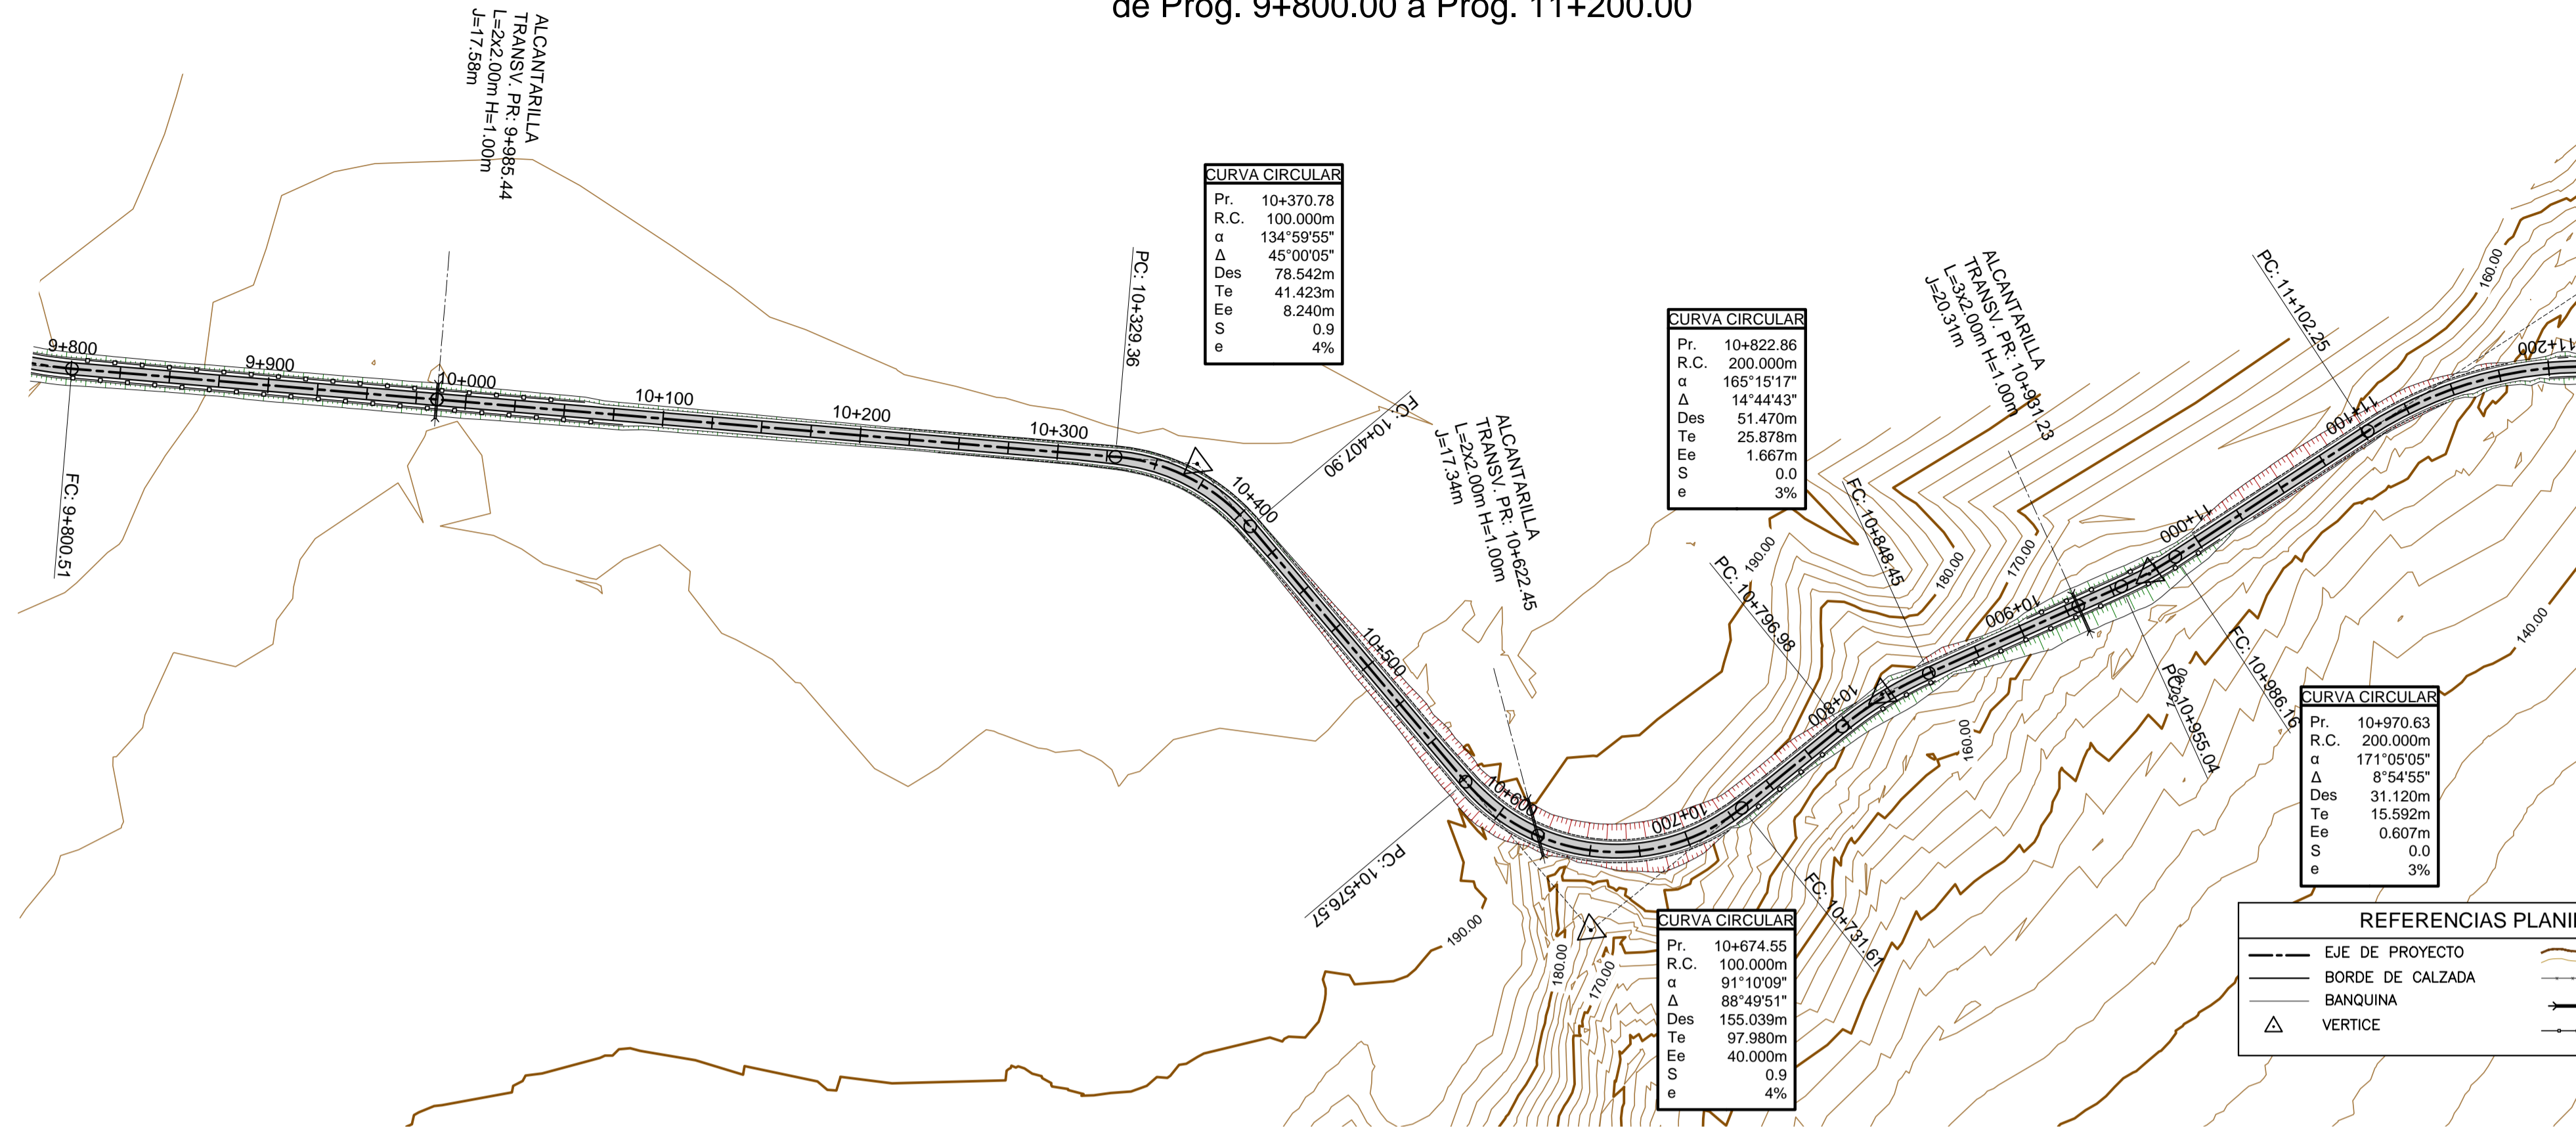 de Prog. 9+800.00 a Prog. 11+200.00
ALCANTARILLA
TRANSV. PR: 9+985.44
L=2x2.00m H=1.00m
J=17.58m
9+800
9+900
10+000
10+100
10+200
10+300
10+400
10+500
10+600
10+700
10+800
10+900
11+000
11+100
11+200
FC: 9+800.51
PC: 10+329.36
CURVA CIRCULAR
Pr. 10+370.78
R.C. 100.000m
α 134°59'55"
Δ 45°00'05"
Des 78.542m
Te 41.423m
Ee 8.240m
S 0.9
e 4%
FC: 10+407.90
ALCANTARILLA
TRANSV. PR: 10+622.45
L=2x2.00m H=1.00m
J=17.34m
PC: 10+576.57
190.00
180.00
170.00
CURVA CIRCULAR
Pr. 10+674.55
R.C. 100.000m
α 91°10'09"
Δ 88°49'51"
Des 155.039m
Te 97.980m
Ee 40.000m
S 0.9
e 4%
FC: 10+731.61
CURVA CIRCULAR
Pr. 10+822.86
R.C. 200.000m
α 165°15'17"
Δ 14°44'43"
Des 51.470m
Te 25.878m
Ee 1.667m
S 0.0
e 3%
PC: 10+796.98
190.00
FC: 10+848.45
180.00
170.00
160.00
ALCANTARILLA
TRANSV. PR: 10+931.23
L=3x2.00m H=1.00m
J=20.31m
PC: 10+955.04
FC: 10+986.16
CURVA CIRCULAR
Pr. 10+970.63
R.C. 200.000m
α 171°05'05"
Δ 8°54'55"
Des 31.120m
Te 15.592m
Ee 0.607m
S 0.0
e 3%
PC: 11+102.25
160.00
140.00
REFERENCIAS
EJE DE PROYECTO
BORDE DE CALZADA
BANQUINA
VERTICE